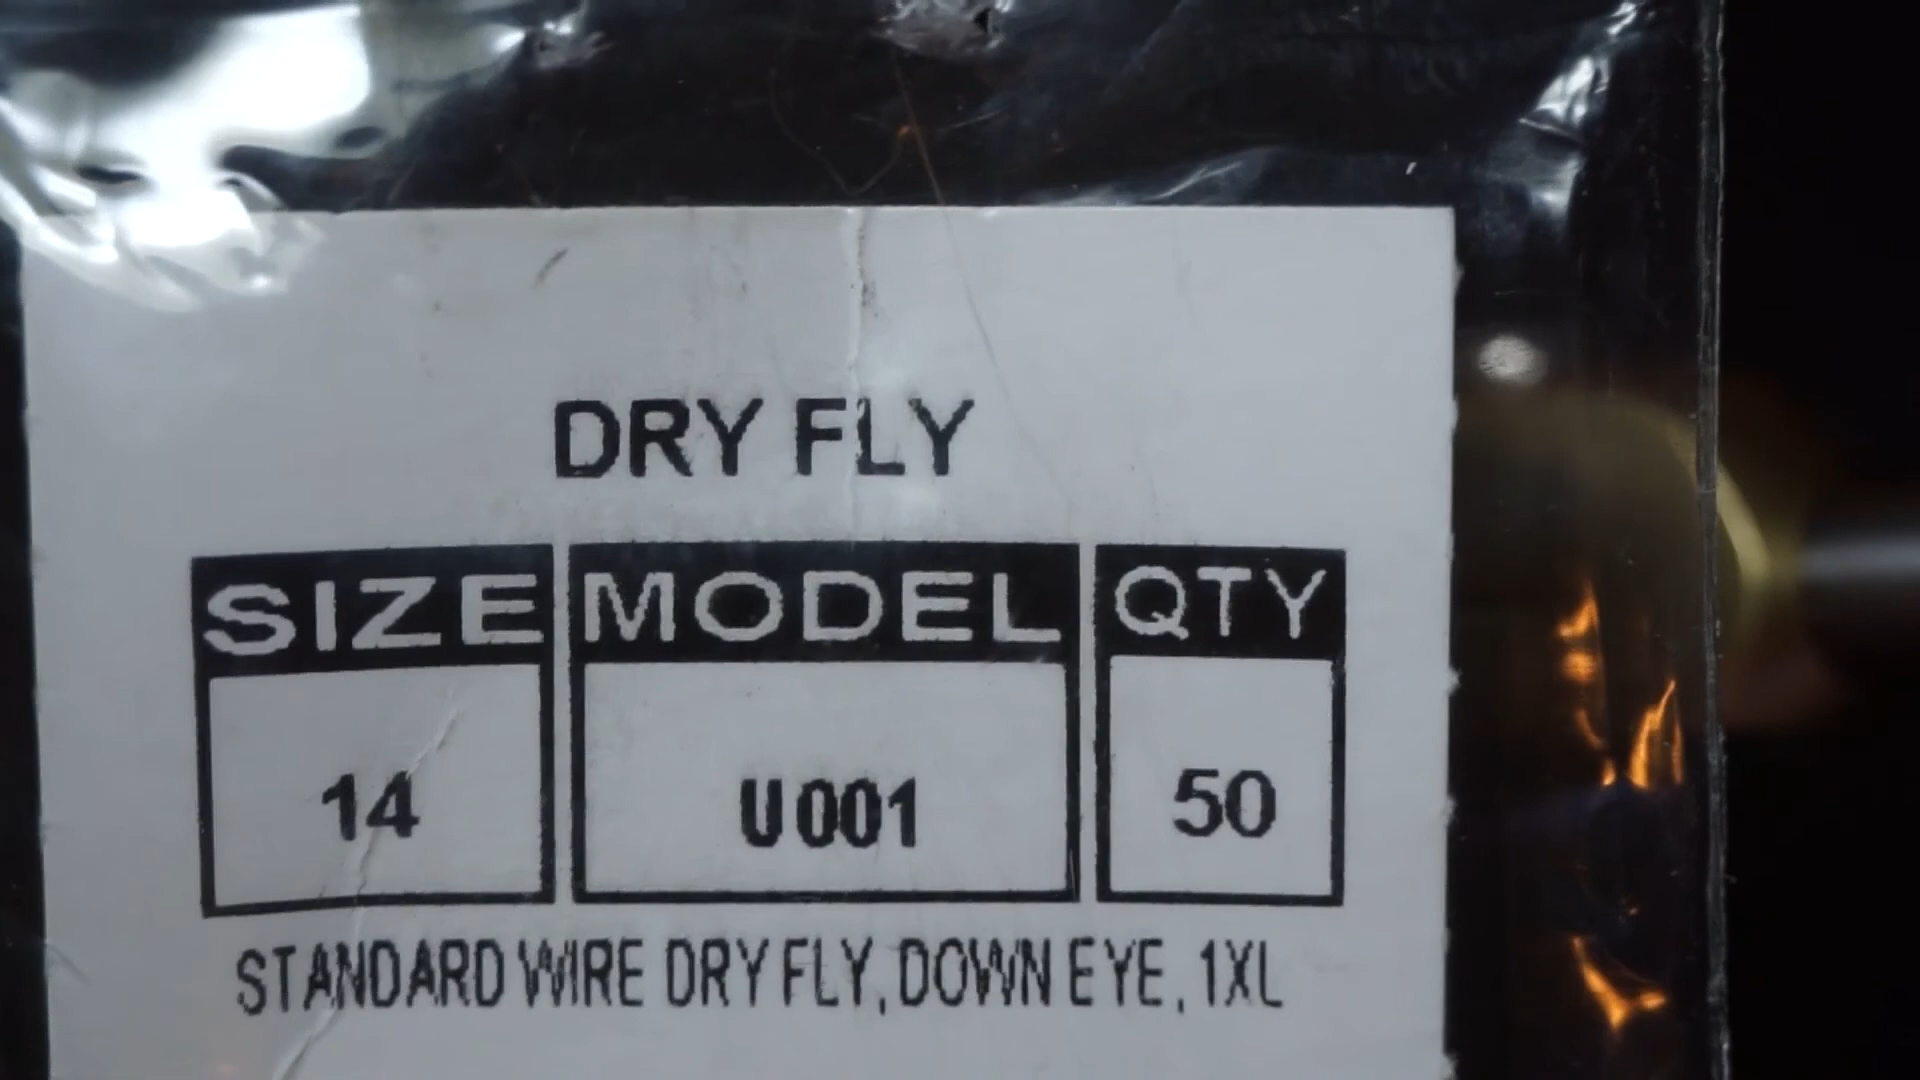 DRY FLY
SIZE MODEL QTY
14 U001 50
STANDARD WIRE DRY FLY, DOWN EYE, 1XL